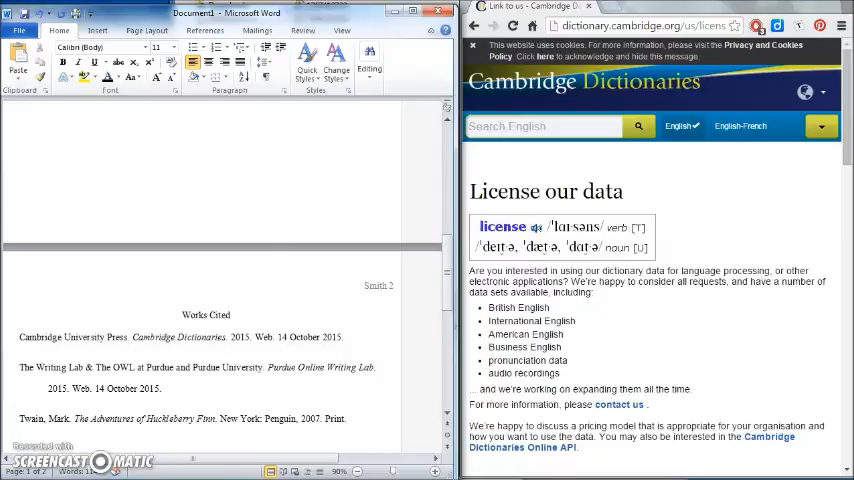 Document1 - Microsoft Word
File Home Insert Page Layout References Mailings Review View
Calibri (Body) 11
Paste
B I U abc x₂ x²
Aa A A
Quick Styles
Change Styles
Editing
Clipboard Font Paragraph Styles
Smith 2
Works Cited
Cambridge University Press. Cambridge Dictionaries. 2015. Web. 14 October 2015.
The Writing Lab & The OWL at Purdue and Purdue University. Purdue Online Writing Lab.
2015. Web. 14 October 2015.
Twain, Mark. The Adventures of Huckleberry Finn. New York: Penguin, 2007. Print.
Recorded with
SCREENCAST O MATIC
Page: 1 of 2 90%
Link to us - Cambridge D
dictionary.cambridge.org/us/licens
This website uses cookies. For more information, please visit the Privacy and Cookies
Policy. Click here to acknowledge and hide this message.
Cambridge Dictionaries
Search English English English-French
License our data
license /ˈlaɪ·səns/ verb [T]
/ˈdeɪt̬·ə, ˈdæt̬·ə, ˈdɑt̬·ə/ noun [U]
Are you interested in using our dictionary data for language processing, or other
electronic applications? We're happy to consider all requests, and have a number of
data sets available, including:
British English
International English
American English
Business English
pronunciation data
audio recordings
... and we're working on expanding them all the time.
For more information, please contact us .
We're happy to discuss a pricing model that is appropriate for your organisation and
how you want to use the data. You may also be interested in the Cambridge
Dictionaries Online API.